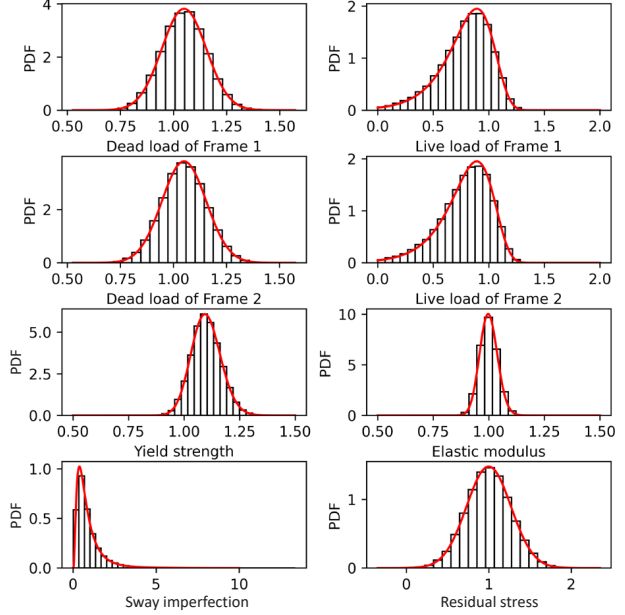 PDF
4
2
0
0.50 0.75 1.00 1.25 1.50
Dead load of Frame 1
PDF
2
1
0
0.0 0.5 1.0 1.5 2.0
Live load of Frame 1
PDF
2
0
0.50 0.75 1.00 1.25 1.50
Dead load of Frame 2
PDF
2
1
0
0.0 0.5 1.0 1.5 2.0
Live load of Frame 2
PDF
5.0
2.5
0.0
0.50 0.75 1.00 1.25 1.50
Yield strength
PDF
10
5
0
0.50 0.75 1.00 1.25 1.50
Elastic modulus
PDF
1.0
0.5
0.0
0 5 10
Sway imperfection
PDF
1
0
0 1 2
Residual stress